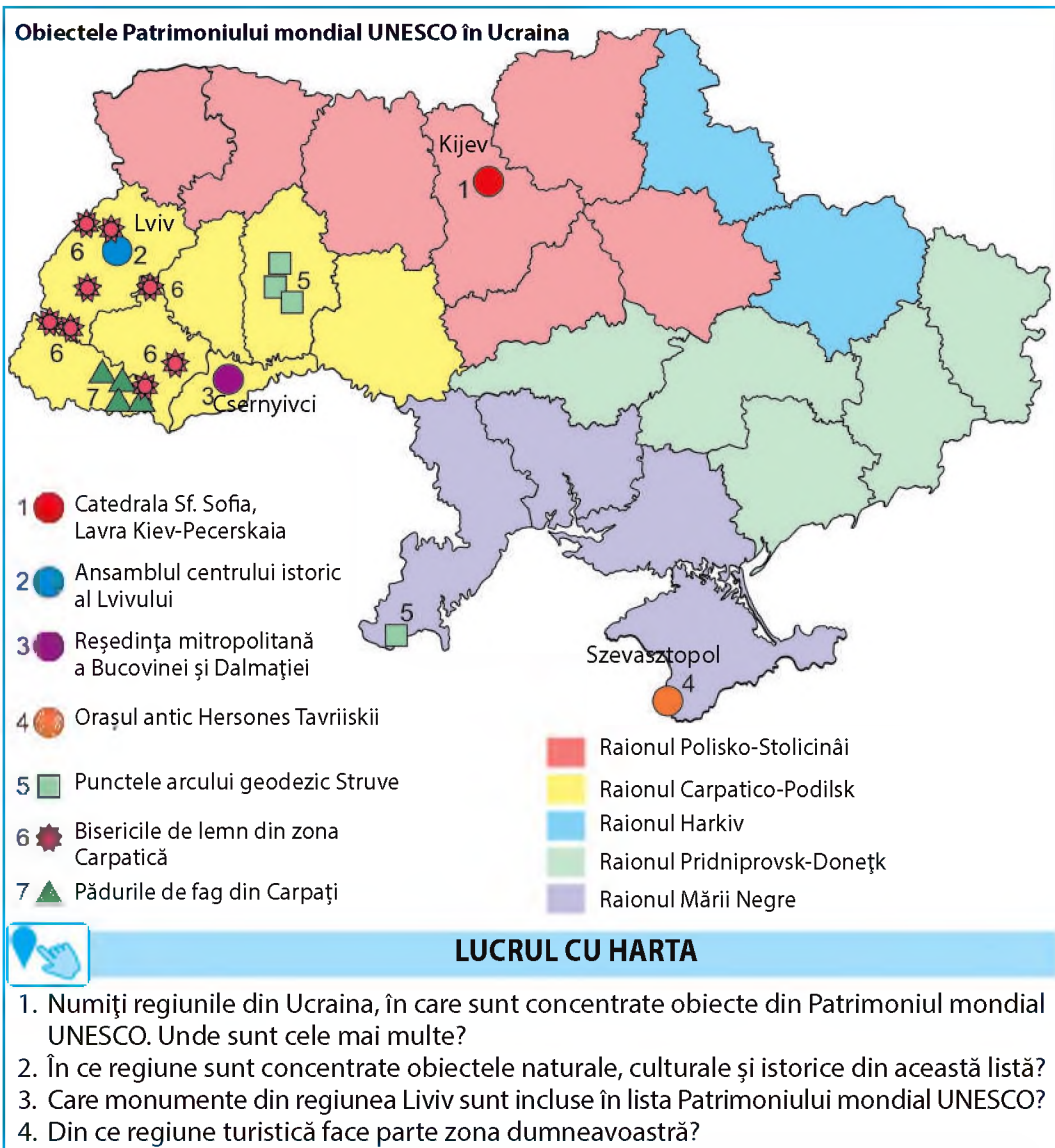 Obiectele Patrimoniului mondial UNESCO în Ucraina
Kijev
1
Lviv
6
2
6
5
6
6
7
3
Csernyivci
5
Szevasztopol
4
1 Catedrala Sf. Sofia,
Lavra Kiev-Pecerskaia
2 Ansamblul centrului istoric
al Lvivului
3 Reşedinţa mitropolitană
a Bucovinei şi Dalmaţiei
4 Oraşul antic Hersones Tavriiskii
5 Punctele arcului geodezic Struve
6 Bisericile de lemn din zona
Carpatică
7 Pădurile de fag din Carpaţi
Raionul Polisko-Stolicinâi
Raionul Carpatico-Podilsk
Raionul Harkiv
Raionul Pridniprovsk-Doneţk
Raionul Mării Negre
LUCRUL CU HARTA
1. Numiţi regiunile din Ucraina, în care sunt concentrate obiecte din Patrimoniul mondial
UNESCO. Unde sunt cele mai multe?
2. În ce regiune sunt concentrate obiectele naturale, culturale şi istorice din această listă?
3. Care monumente din regiunea Liviv sunt incluse în lista Patrimoniului mondial UNESCO?
4. Din ce regiune turistică face parte zona dumneavoastră?